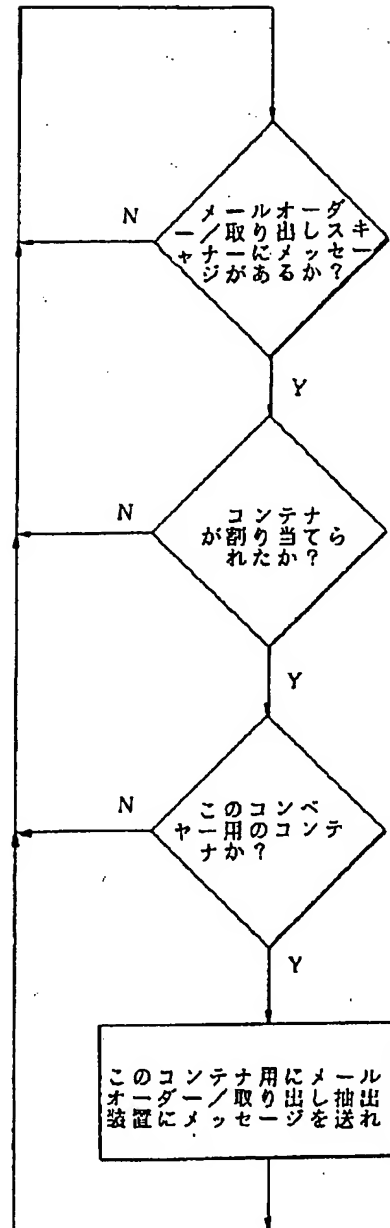 N
メールオーダ
／取り出しスキ
ャナーにメッセー
ジがあるか？
Y
N
コンテナ
が割り当てら
れたか？
Y
N
このコンベ
ヤー用のコンテ
ナか？
Y
このコンテナ用にメール
オーダー／取り出し抽出
装置にメッセージを送れ